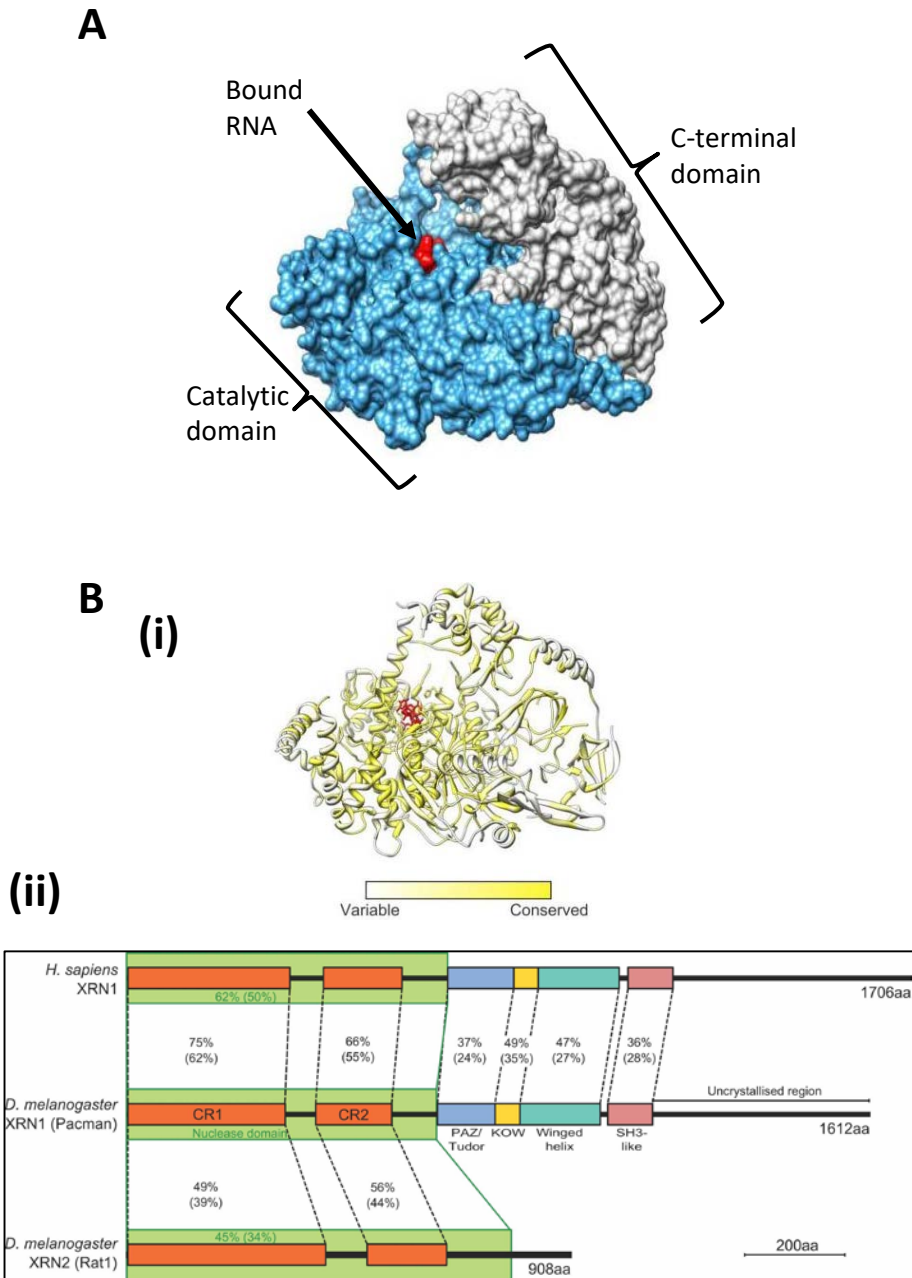 A
Bound
RNA
C-terminal
domain
Catalytic
domain
B
(i)
Variable
Conserved
(ii)
H. sapiens
XRN1
62% (50%)
1706aa
75%
(62%)
66%
(55%)
37%
(24%)
49%
(35%)
47%
(27%)
36%
(28%)
Uncrystallised region
D. melanogaster
XRN1 (Pacman)
CR1
CR2
Nuclease domain
PAZ/
Tudor
KOW
Winged
helix
SH3-
like
1612aa
49%
(39%)
56%
(44%)
45% (34%)
D. melanogaster
XRN2 (Rat1)
908aa
200aa